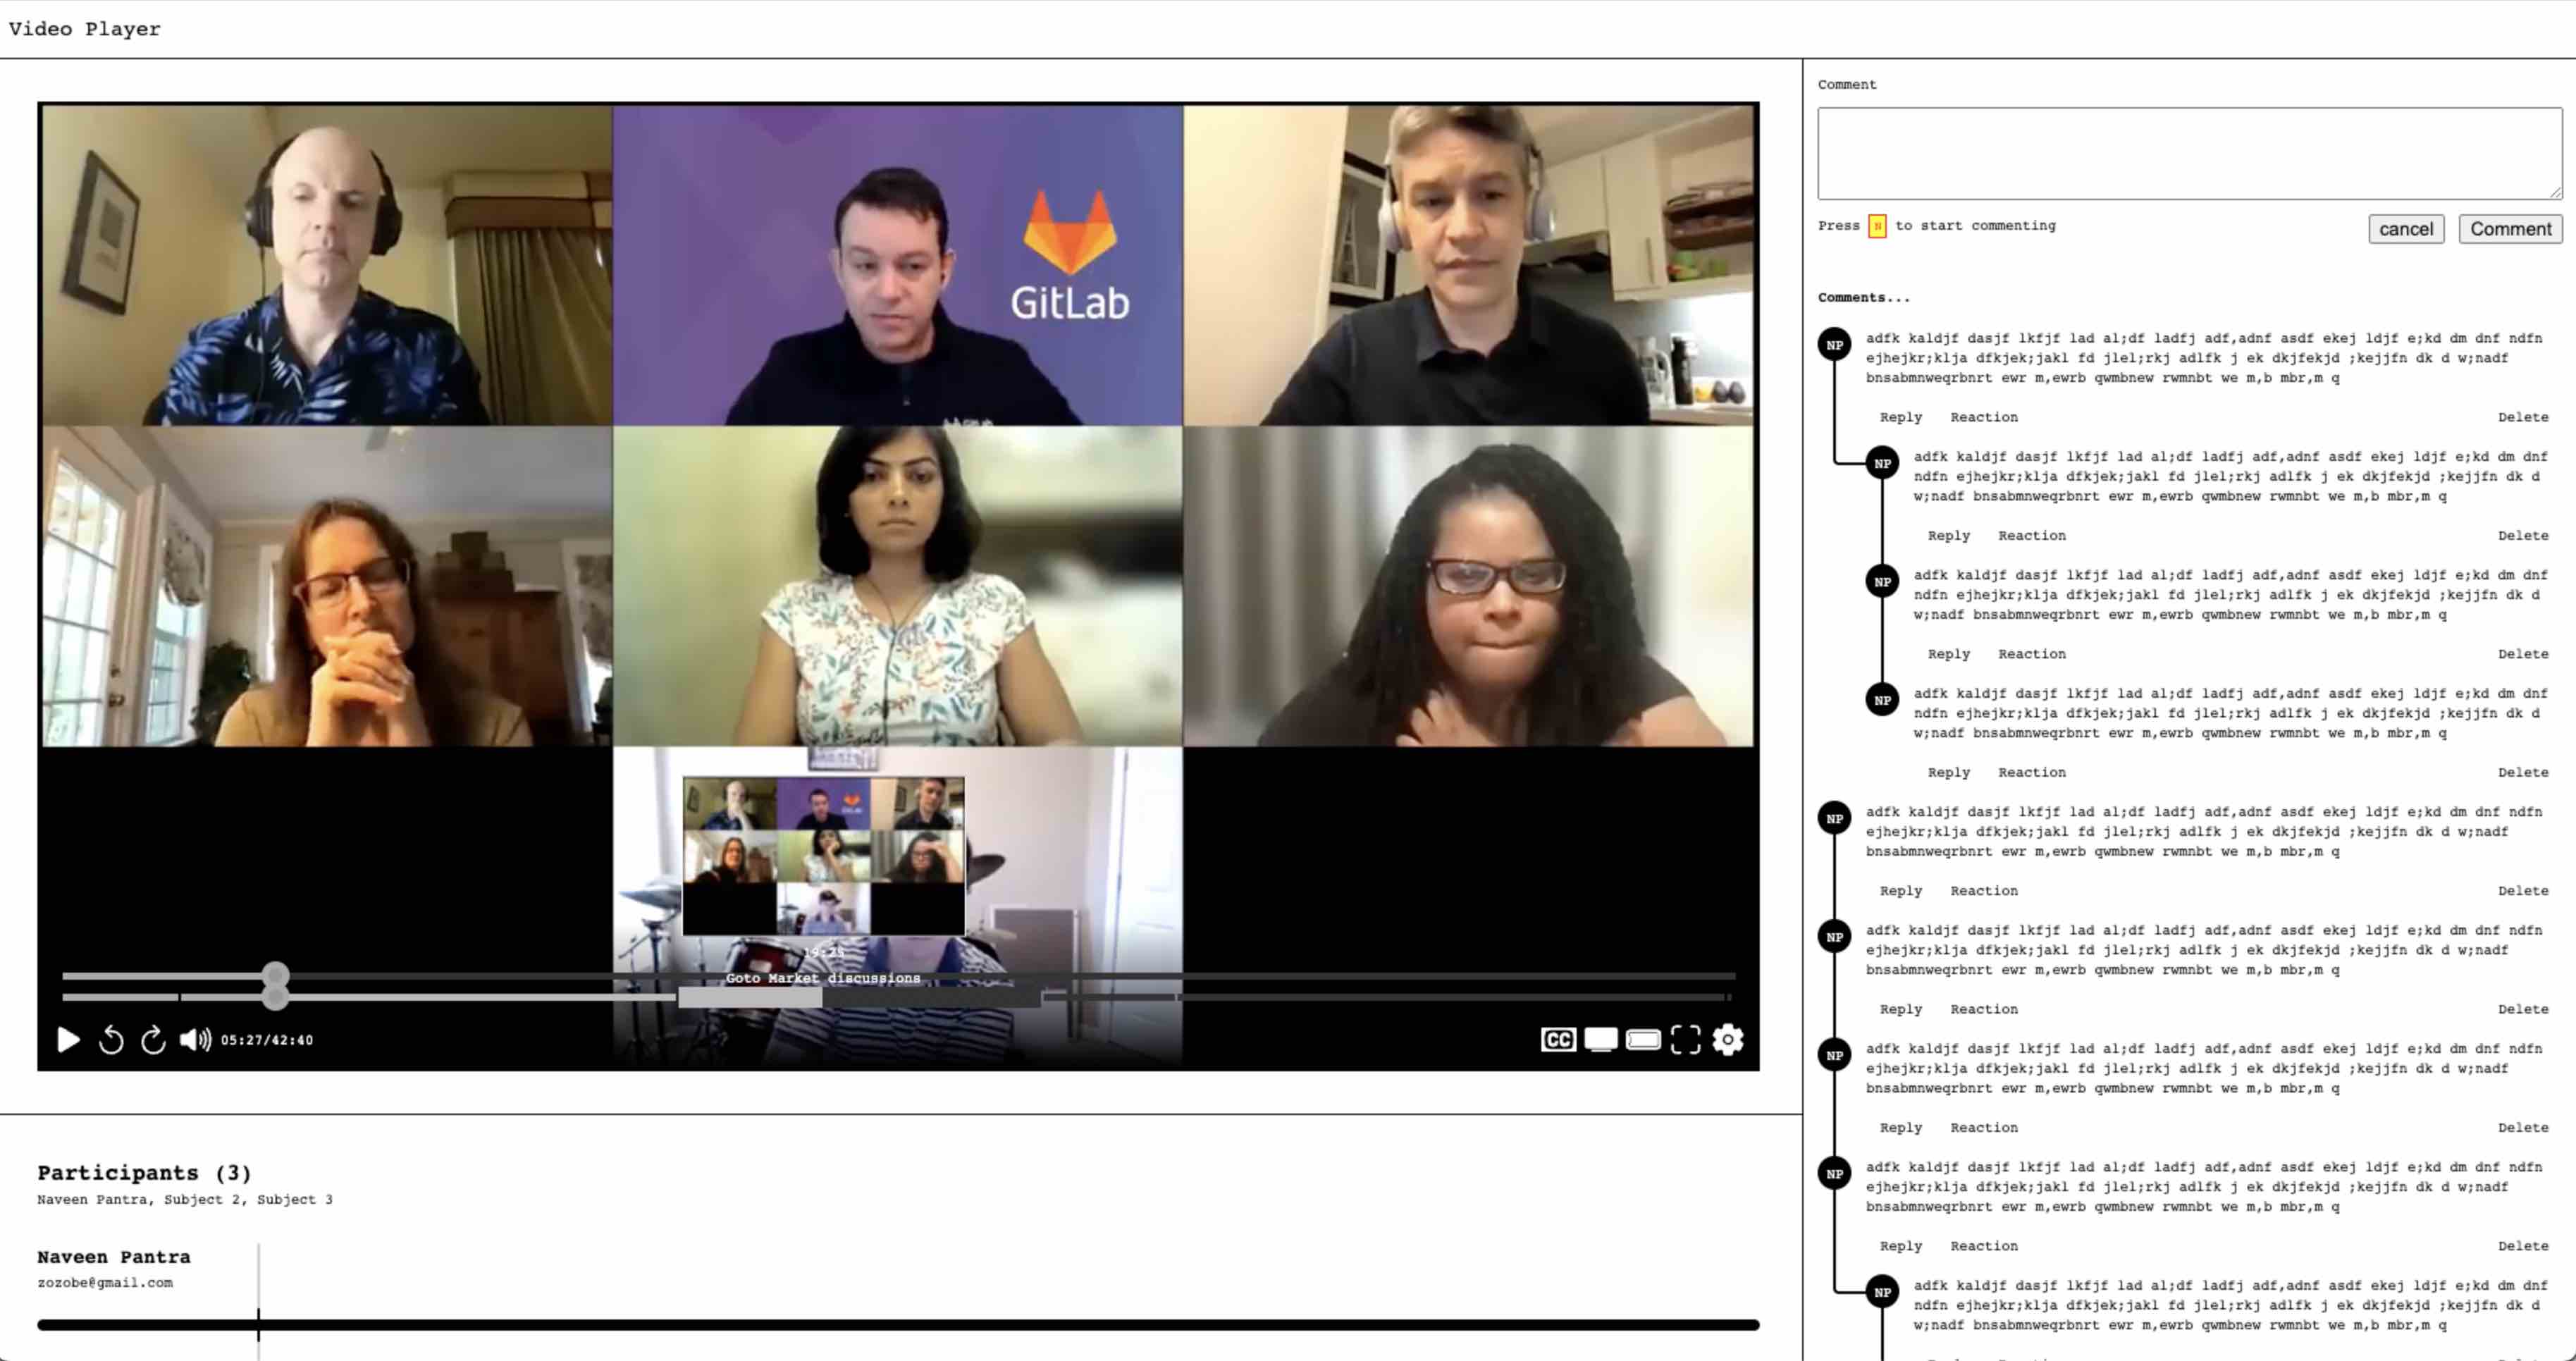 Video Player
GitLab
19:25
Goto Market discussions
05:27/42:40
CC
Participants (3)
Naveen Pantra, Subject 2, Subject 3
Naveen Pantra
zozobe@gmail.com
Comment
Press N to start commenting
cancel
Comment
Comments...
NP
adfk kaldjf dasjf lkfjf lad al;df ladfj adf,adnf asdf ekej ldjf e;kd dm dnf ndfn
ejhejkr;klja dfkjek;jakl fd jlel;rkj adlfk j ek dkjfekjd ;kejjfn dk d w;nadf
bnsabmnweqrbnrt ewr m,ewrb qwmbnew rwmnbt we m,b mbr,m q
Reply Reaction Delete
NP
adfk kaldjf dasjf lkfjf lad al;df ladfj adf,adnf asdf ekej ldjf e;kd dm dnf
ndfn ejhejkr;klja dfkjek;jakl fd jlel;rkj adlfk j ek dkjfekjd ;kejjfn dk d
w;nadf bnsabmnweqrbnrt ewr m,ewrb qwmbnew rwmnbt we m,b mbr,m q
Reply Reaction Delete
NP
adfk kaldjf dasjf lkfjf lad al;df ladfj adf,adnf asdf ekej ldjf e;kd dm dnf
ndfn ejhejkr;klja dfkjek;jakl fd jlel;rkj adlfk j ek dkjfekjd ;kejjfn dk d
w;nadf bnsabmnweqrbnrt ewr m,ewrb qwmbnew rwmnbt we m,b mbr,m q
Reply Reaction Delete
NP
adfk kaldjf dasjf lkfjf lad al;df ladfj adf,adnf asdf ekej ldjf e;kd dm dnf
ndfn ejhejkr;klja dfkjek;jakl fd jlel;rkj adlfk j ek dkjfekjd ;kejjfn dk d
w;nadf bnsabmnweqrbnrt ewr m,ewrb qwmbnew rwmnbt we m,b mbr,m q
Reply Reaction Delete
NP
adfk kaldjf dasjf lkfjf lad al;df ladfj adf,adnf asdf ekej ldjf e;kd dm dnf ndfn
ejhejkr;klja dfkjek;jakl fd jlel;rkj adlfk j ek dkjfekjd ;kejjfn dk d w;nadf
bnsabmnweqrbnrt ewr m,ewrb qwmbnew rwmnbt we m,b mbr,m q
Reply Reaction Delete
NP
adfk kaldjf dasjf lkfjf lad al;df ladfj adf,adnf asdf ekej ldjf e;kd dm dnf ndfn
ejhejkr;klja dfkjek;jakl fd jlel;rkj adlfk j ek dkjfekjd ;kejjfn dk d w;nadf
bnsabmnweqrbnrt ewr m,ewrb qwmbnew rwmnbt we m,b mbr,m q
Reply Reaction Delete
NP
adfk kaldjf dasjf lkfjf lad al;df ladfj adf,adnf asdf ekej ldjf e;kd dm dnf ndfn
ejhejkr;klja dfkjek;jakl fd jlel;rkj adlfk j ek dkjfekjd ;kejjfn dk d w;nadf
bnsabmnweqrbnrt ewr m,ewrb qwmbnew rwmnbt we m,b mbr,m q
Reply Reaction Delete
NP
adfk kaldjf dasjf lkfjf lad al;df ladfj adf,adnf asdf ekej ldjf e;kd dm dnf ndfn
ejhejkr;klja dfkjek;jakl fd jlel;rkj adlfk j ek dkjfekjd ;kejjfn dk d w;nadf
bnsabmnweqrbnrt ewr m,ewrb qwmbnew rwmnbt we m,b mbr,m q
Reply Reaction Delete
NP
adfk kaldjf dasjf lkfjf lad al;df ladfj adf,adnf asdf ekej ldjf e;kd dm dnf
ndfn ejhejkr;klja dfkjek;jakl fd jlel;rkj adlfk j ek dkjfekjd ;kejjfn dk d
w;nadf bnsabmnweqrbnrt ewr m,ewrb qwmbnew rwmnbt we m,b mbr,m q